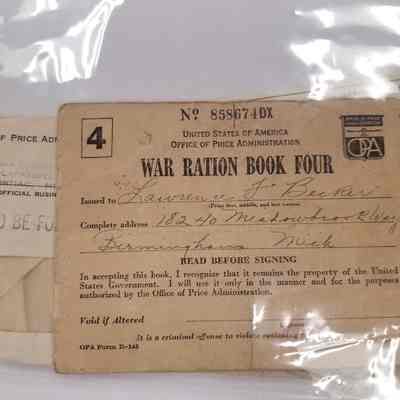 OF PRICE ADM
OFFICIAL BUSIN
O BE FO
4
Nº 858674DX
UNITED STATES OF AMERICA
OFFICE OF PRICE ADMINISTRATION
OPA
WAR RATION BOOK FOUR
Issued to Lawrence J. Becker
(Print first, middle, and last names)
Complete address 18240 Meadowbrook Way
Birmingham Mich
READ BEFORE SIGNING
In accepting this book, I recognize that it remains the property of the United
States Government. I will use it only in the manner and for the purposes
authorized by the Office of Price Administration.
Void if Altered
It is a criminal offense to violate
OPA Form R-145